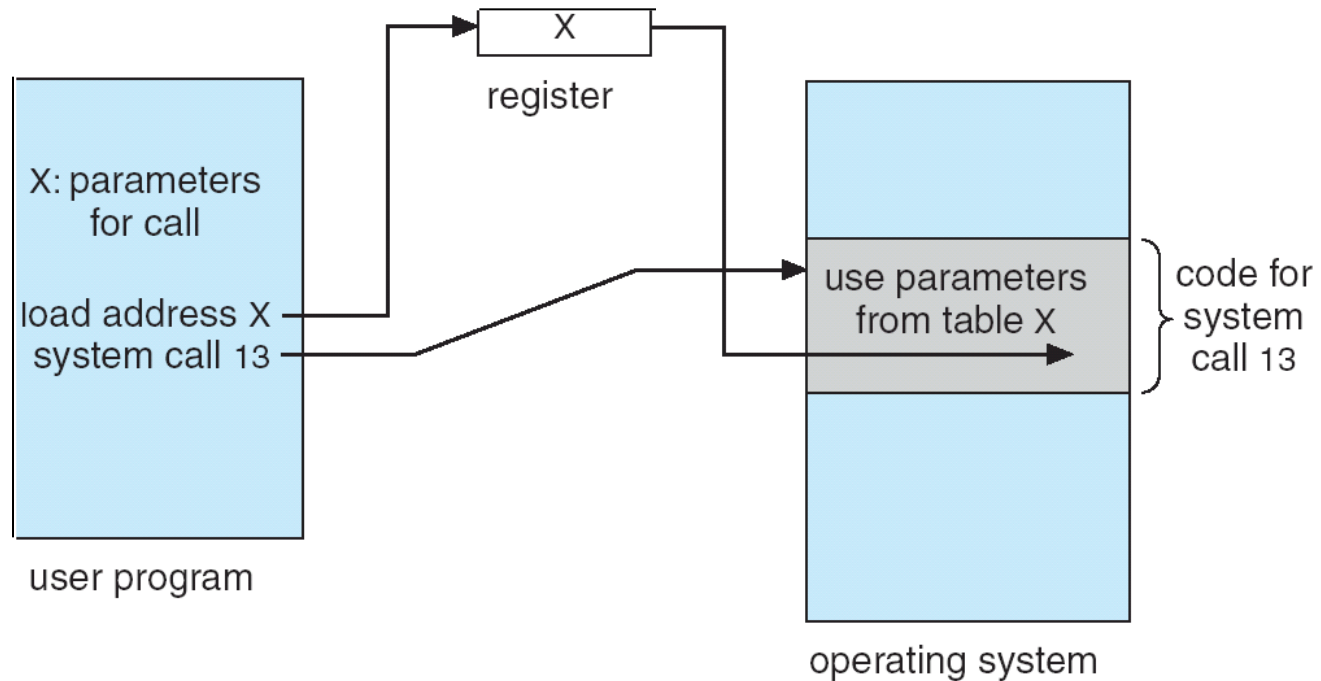 X
register
X: parameters
for call
load address X
system call 13
use parameters
from table X
code for
system
call 13
user program
operating system